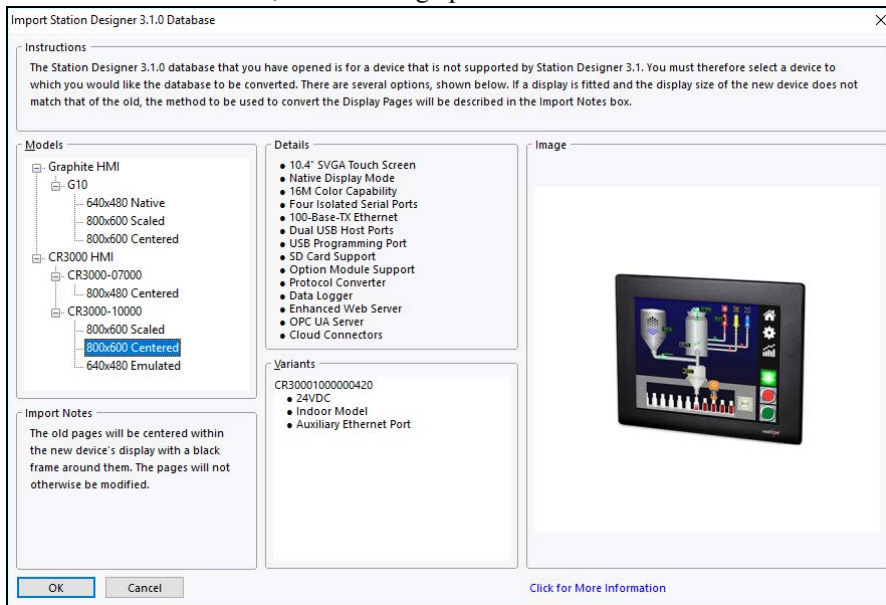 Import Station Designer 3.1.0 Database
Instructions
The Station Designer 3.1.0 database that you have opened is for a device that is not supported by Station Designer 3.1. You must therefore select a device to
which you would like the database to be converted. There are several options, shown below. If a display is fitted and the display size of the new device does not
match that of the old, the method to be used to convert the Display Pages will be described in the Import Notes box.
Models
Graphite HMI
G10
640x480 Native
800x600 Scaled
800x600 Centered
CR3000 HMI
CR3000-07000
800x480 Centered
CR3000-10000
800x600 Scaled
800x600 Centered
640x480 Emulated
Import Notes
The old pages will be centered within
the new device's display with a black
frame around them. The pages will not
otherwise be modified.
Details
• 10.4" SVGA Touch Screen
• Native Display Mode
• 16M Color Capability
• Four Isolated Serial Ports
• 100-Base-TX Ethernet
• Dual USB Host Ports
• USB Programming Port
• SD Card Support
• Option Module Support
• Protocol Converter
• Data Logger
• Enhanced Web Server
• OPC UA Server
• Cloud Connectors
Variants
CR30001000000420
• 24VDC
• Indoor Model
• Auxiliary Ethernet Port
Image
OK
Cancel
Click for More Information